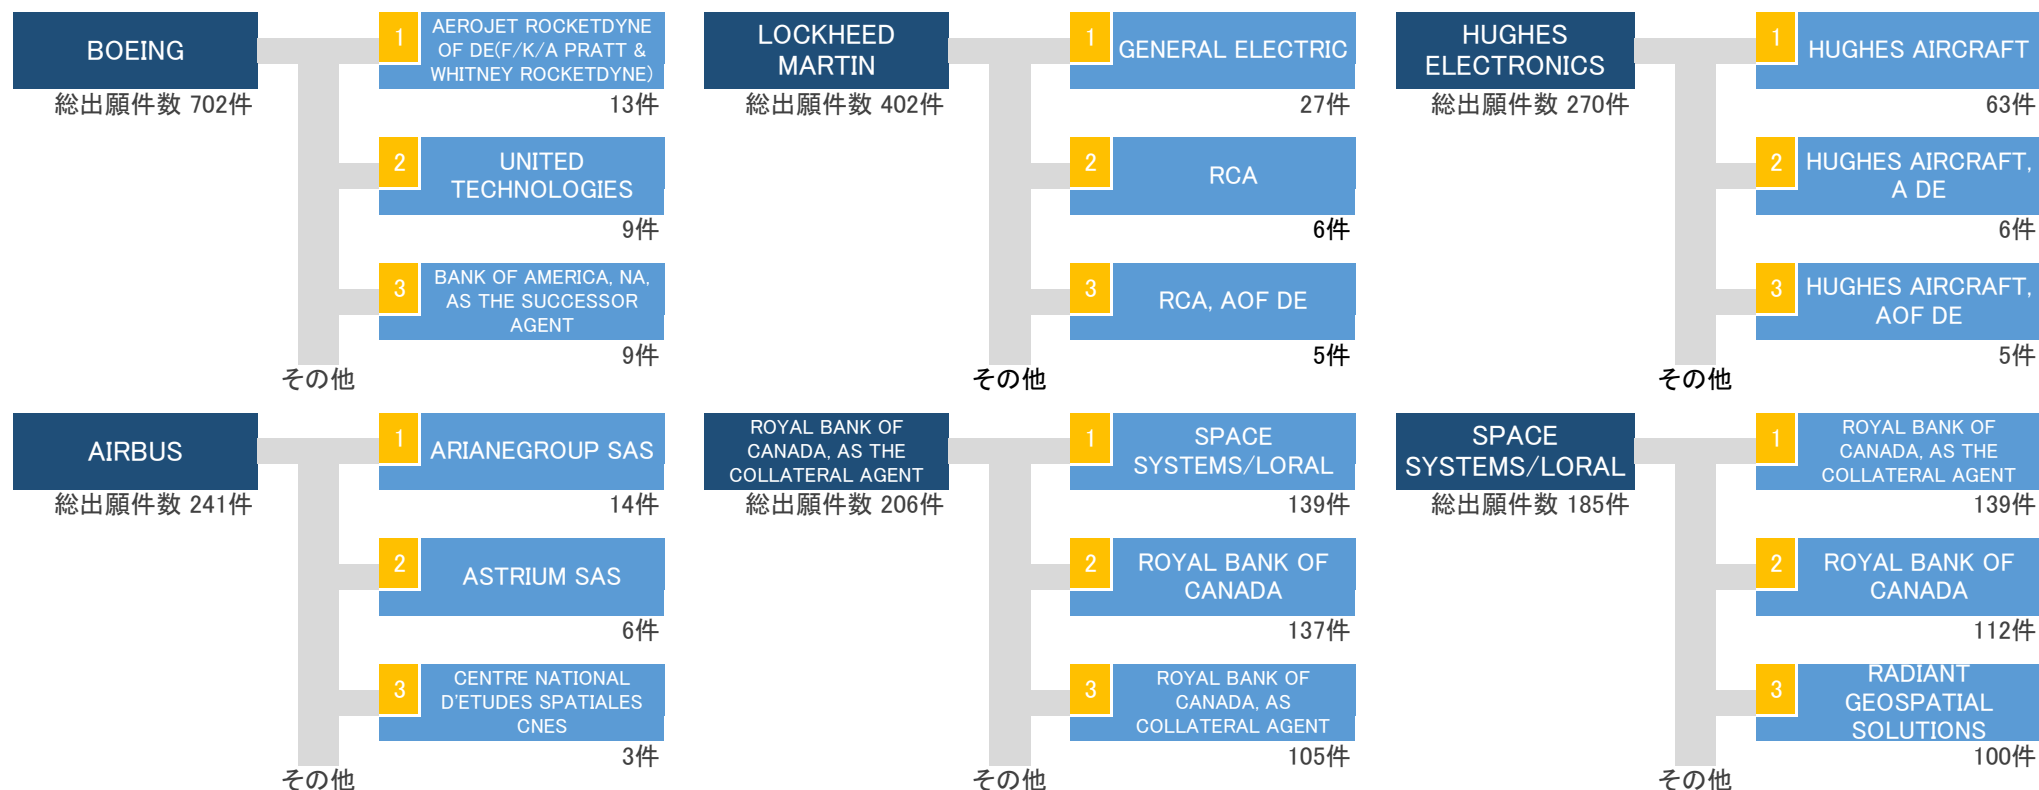 BOEING
総出願件数 702件
1
AEROJET ROCKETDYNE
OF DE(F/K/A PRATT &
WHITNEY ROCKETDYNE)
13件
2
UNITED
TECHNOLOGIES
9件
3
BANK OF AMERICA, NA,
AS THE SUCCESSOR
AGENT
9件
その他
LOCKHEED
MARTIN
総出願件数 402件
1
GENERAL ELECTRIC
27件
2
RCA
6件
3
RCA, AOF DE
5件
その他
HUGHES
ELECTRONICS
総出願件数 270件
1
HUGHES AIRCRAFT
63件
2
HUGHES AIRCRAFT,
A DE
6件
3
HUGHES AIRCRAFT,
AOF DE
5件
その他
AIRBUS
総出願件数 241件
1
ARIANEGROUP SAS
14件
2
ASTRIUM SAS
6件
3
CENTRE NATIONAL
D'ETUDES SPATIALES
CNES
3件
その他
ROYAL BANK OF
CANADA, AS THE
COLLATERAL AGENT
総出願件数 206件
1
SPACE
SYSTEMS/LORAL
139件
2
ROYAL BANK OF
CANADA
137件
3
ROYAL BANK OF
CANADA, AS
COLLATERAL AGENT
105件
その他
SPACE
SYSTEMS/LORAL
総出願件数 185件
1
ROYAL BANK OF
CANADA, AS THE
COLLATERAL AGENT
139件
2
ROYAL BANK OF
CANADA
112件
3
RADIANT
GEOSPATIAL
SOLUTIONS
100件
その他